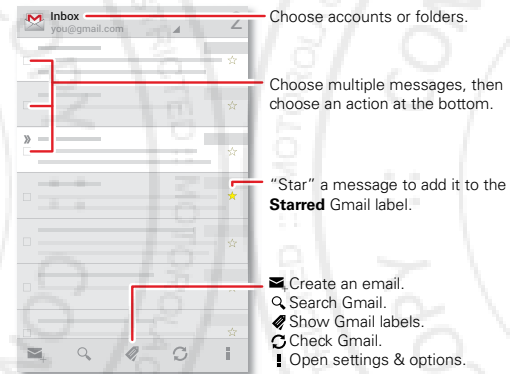 Inbox
you@gmail.com
2
Choose accounts or folders.
Choose multiple messages, then
choose an action at the bottom.
"Star" a message to add it to the
Starred Gmail label.
Create an email.
Search Gmail.
Show Gmail labels.
Check Gmail.
Open settings & options.